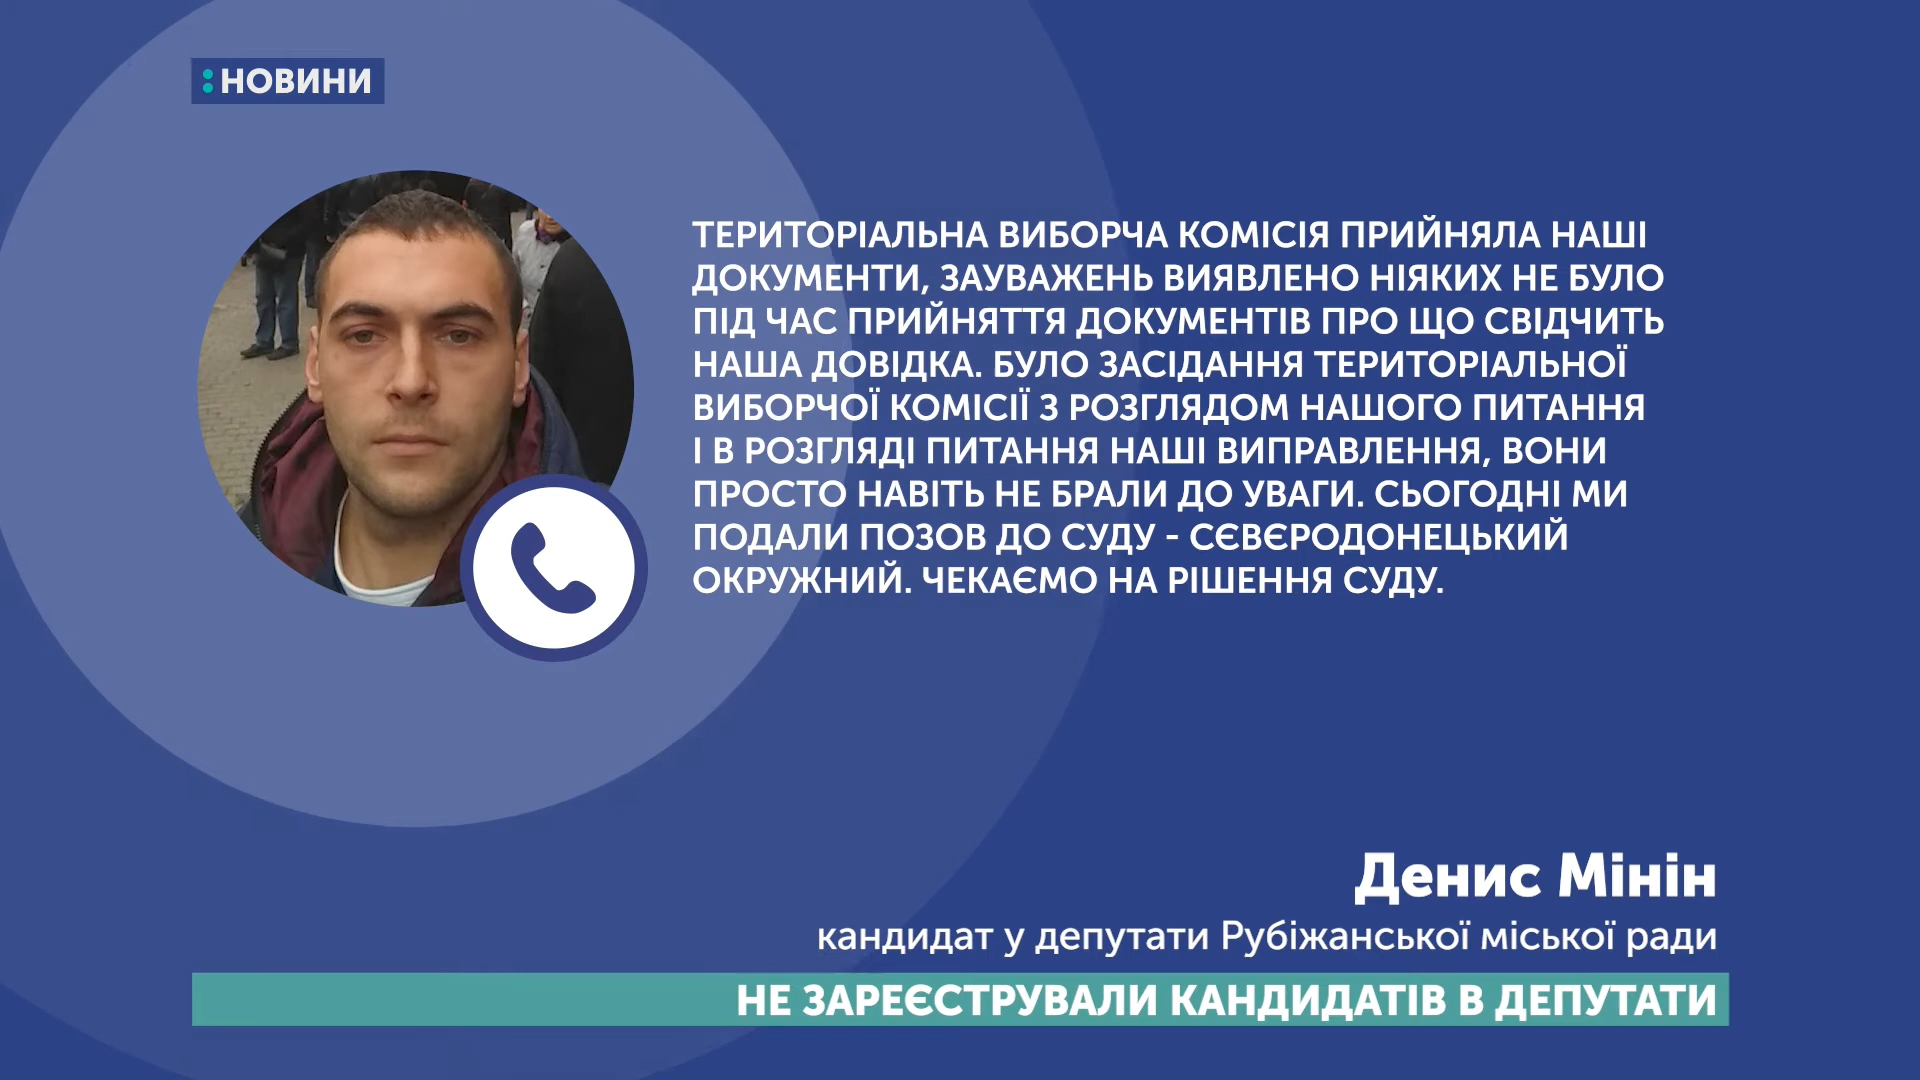 :НОВИНИ
ТЕРИТОРІАЛЬНА ВИБОРЧА КОМІСІЯ ПРИЙНЯЛА НАШІ
ДОКУМЕНТИ, ЗАУВАЖЕНЬ ВИЯВЛЕНО НІЯКИХ НЕ БУЛО
ПІД ЧАС ПРИЙНЯТТЯ ДОКУМЕНТІВ ПРО ЩО СВІДЧИТЬ
НАША ДОВІДКА. БУЛО ЗАСІДАННЯ ТЕРИТОРІАЛЬНОЇ
ВИБОРЧОЇ КОМІСІЇ З РОЗГЛЯДОМ НАШОГО ПИТАННЯ
І В РОЗГЛЯДІ ПИТАННЯ НАШІ ВИПРАВЛЕННЯ, ВОНИ
ПРОСТО НАВІТЬ НЕ БРАЛИ ДО УВАГИ. СЬОГОДНІ МИ
ПОДАЛИ ПОЗОВ ДО СУДУ - СЄВЄРОДОНЕЦЬКИЙ
ОКРУЖНИЙ. ЧЕКАЄМО НА РІШЕННЯ СУДУ.
Денис Мінін
кандидат у депутати Рубіжанської міської ради
НЕ ЗАРЕЄСТРУВАЛИ КАНДИДАТІВ В ДЕПУТАТИ